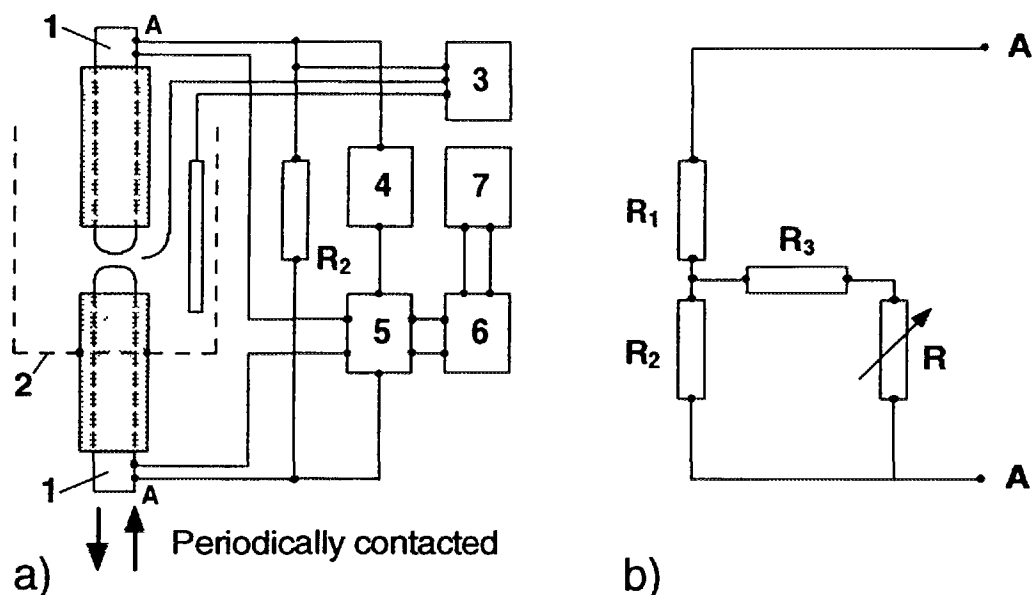 1
A
3
4
7
R₂
5
6
2
1
A
Periodically contacted
a)
A
R₁
R₃
R₂
R
A
b)